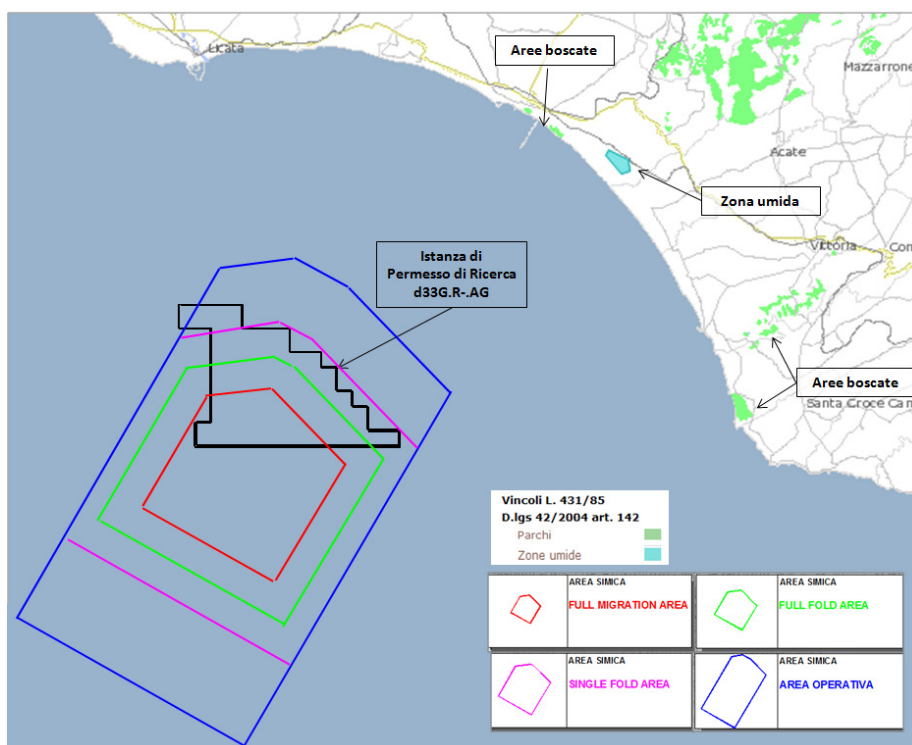 Licata
Aree boscate
Mazzarrone
Acate
Zona umida
Vittoria
Com
Istanza di
Permesso di Ricerca
d33G.R-.AG
Aree boscate
Santa Croce Cam
Vincoli L. 431/85
D.lgs 42/2004 art. 142
Parchi
Zone umide
AREA SIMICA
FULL MIGRATION AREA
AREA SIMICA
FULL FOLD AREA
AREA SIMICA
SINGLE FOLD AREA
AREA SIMICA
AREA OPERATIVA